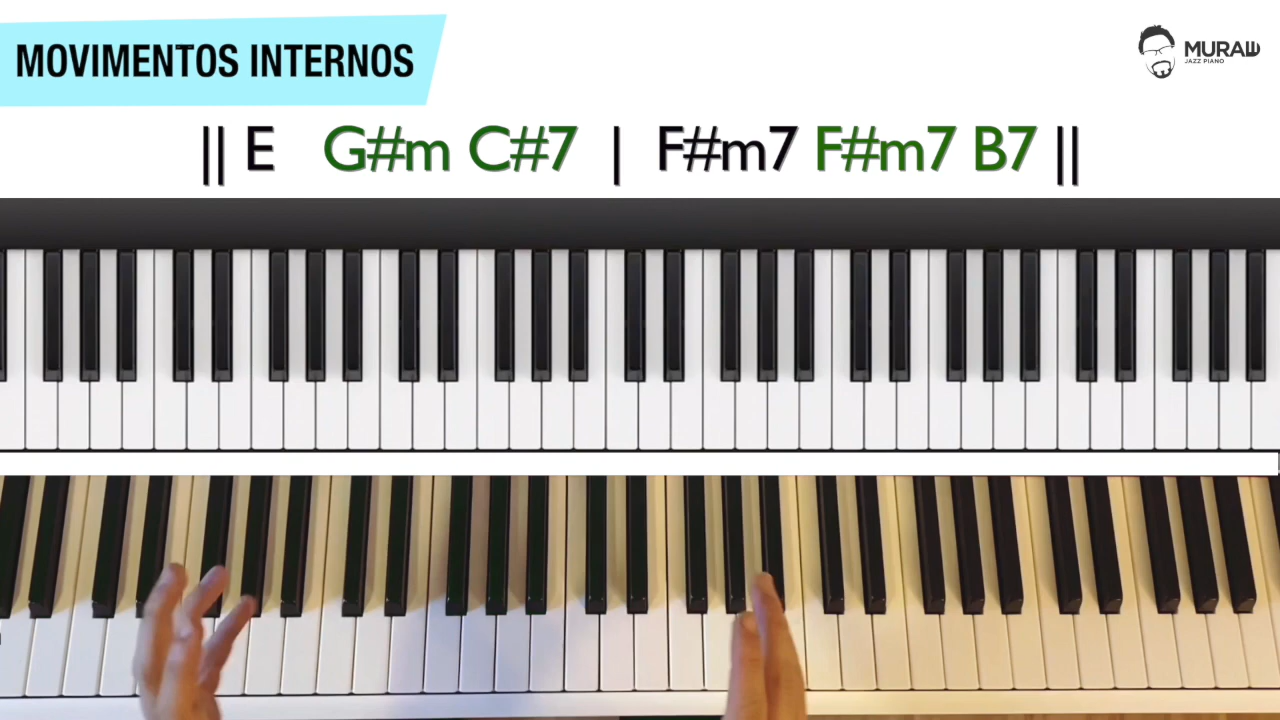 MOVIMENTOS INTERNOS
MURAW
JAZZ PIANO
|| E G#m C#7 | F#m7 F#m7 B7 ||